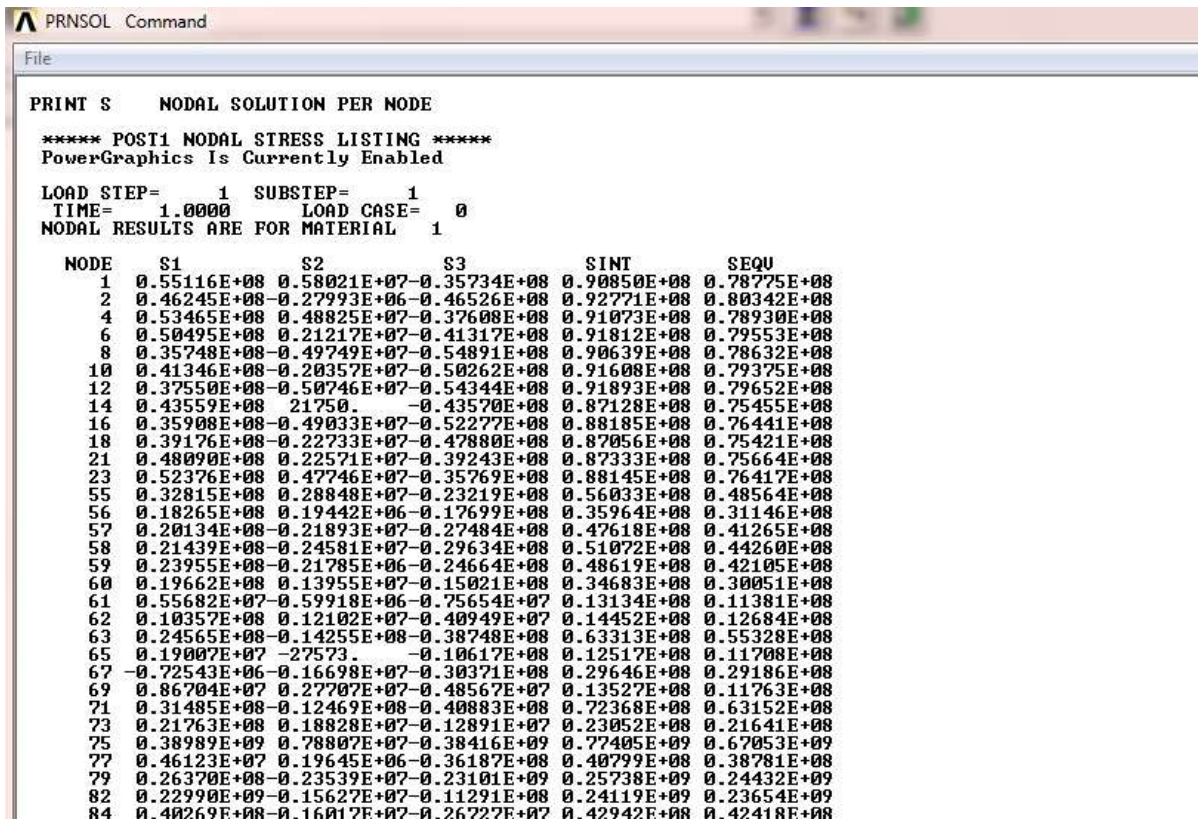 PRNSOL Command
File
PRINT S NODAL SOLUTION PER NODE
***** POST1 NODAL STRESS LISTING *****
PowerGraphics Is Currently Enabled
LOAD STEP= 1 SUBSTEP= 1
TIME= 1.0000 LOAD CASE= 0
NODAL RESULTS ARE FOR MATERIAL 1
NODE S1 S2 S3 SINT SEQV
1 0.55116E+08 0.58021E+07-0.35734E+08 0.90850E+08 0.78775E+08
2 0.46245E+08-0.27993E+06-0.46526E+08 0.92771E+08 0.80342E+08
4 0.53465E+08 0.48825E+07-0.37608E+08 0.91073E+08 0.78930E+08
6 0.50495E+08 0.21217E+07-0.41317E+08 0.91812E+08 0.79553E+08
8 0.35748E+08-0.49749E+07-0.54891E+08 0.90639E+08 0.78632E+08
10 0.41346E+08-0.20357E+07-0.50262E+08 0.91608E+08 0.79375E+08
12 0.37550E+08-0.50746E+07-0.54344E+08 0.91893E+08 0.79652E+08
14 0.43559E+08 21750. -0.43570E+08 0.87128E+08 0.75455E+08
16 0.35908E+08-0.49033E+07-0.52277E+08 0.88185E+08 0.76441E+08
18 0.39176E+08-0.22733E+07-0.47880E+08 0.87056E+08 0.75421E+08
21 0.48090E+08 0.22571E+07-0.39243E+08 0.87333E+08 0.75664E+08
23 0.52376E+08 0.47746E+07-0.35769E+08 0.88145E+08 0.76417E+08
55 0.32815E+08 0.28848E+07-0.23219E+08 0.56033E+08 0.48564E+08
56 0.18265E+08 0.19442E+06-0.17699E+08 0.35964E+08 0.31146E+08
57 0.20134E+08-0.21893E+07-0.27484E+08 0.47618E+08 0.41265E+08
58 0.21439E+08-0.24581E+07-0.29634E+08 0.51072E+08 0.44260E+08
59 0.23955E+08-0.21785E+06-0.24664E+08 0.48619E+08 0.42105E+08
60 0.19662E+08 0.13955E+07-0.15021E+08 0.34683E+08 0.30051E+08
61 0.55682E+07-0.59918E+06-0.75654E+07 0.13134E+08 0.11381E+08
62 0.10357E+08 0.12102E+07-0.40949E+07 0.14452E+08 0.12684E+08
63 0.24565E+08-0.14255E+08-0.38748E+08 0.63313E+08 0.55328E+08
65 0.19007E+07 -27573. -0.10617E+08 0.12517E+08 0.11708E+08
67 -0.72543E+06-0.16698E+07-0.30371E+08 0.29646E+08 0.29186E+08
69 0.86704E+07 0.27707E+07-0.48567E+07 0.13527E+08 0.11763E+08
71 0.31485E+08-0.12469E+08-0.40883E+08 0.72368E+08 0.63152E+08
73 0.21763E+08 0.18828E+07-0.12891E+07 0.23052E+08 0.21641E+08
75 0.38989E+09 0.78807E+07-0.38416E+09 0.77405E+09 0.67053E+09
77 0.46123E+07 0.19645E+06-0.36187E+08 0.40799E+08 0.38781E+08
79 0.26370E+08-0.23539E+07-0.23101E+09 0.25738E+09 0.24432E+09
82 0.22990E+09-0.15627E+07-0.11291E+08 0.24119E+09 0.23654E+09
84 0.40269E+08-0.16017E+07-0.26727E+07 0.42942E+08 0.42418E+08